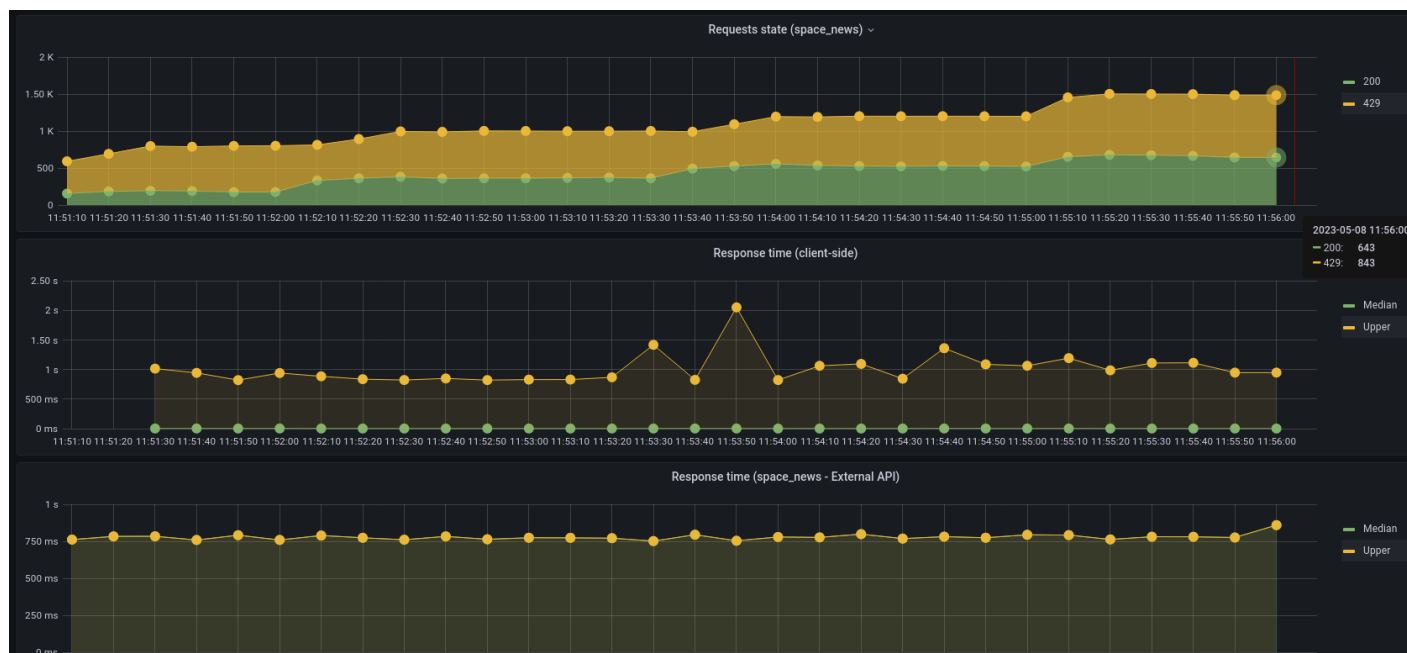 Requests state (space_news)
2 K
1.50 K
1 K
500
0
11:51:10 11:51:20 11:51:30 11:51:40 11:51:50 11:52:00 11:52:10 11:52:20 11:52:30 11:52:40 11:52:50 11:53:00 11:53:10 11:53:20 11:53:30 11:53:40 11:53:50 11:54:00 11:54:10 11:54:20 11:54:30 11:54:40 11:54:50 11:55:00 11:55:10 11:55:20 11:55:30 11:55:40 11:55:50 11:56:00
200
429
2023-05-08 11:56:00
200: 643
429: 843
Response time (client-side)
2.50 s
2 s
1.50 s
1 s
500 ms
0 ms
11:51:10 11:51:20 11:51:30 11:51:40 11:51:50 11:52:00 11:52:10 11:52:20 11:52:30 11:52:40 11:52:50 11:53:00 11:53:10 11:53:20 11:53:30 11:53:40 11:53:50 11:54:00 11:54:10 11:54:20 11:54:30 11:54:40 11:54:50 11:55:00 11:55:10 11:55:20 11:55:30 11:55:40 11:55:50 11:56:00
Median
Upper
Response time (space_news - External API)
1 s
750 ms
500 ms
250 ms
0 ms
Median
Upper